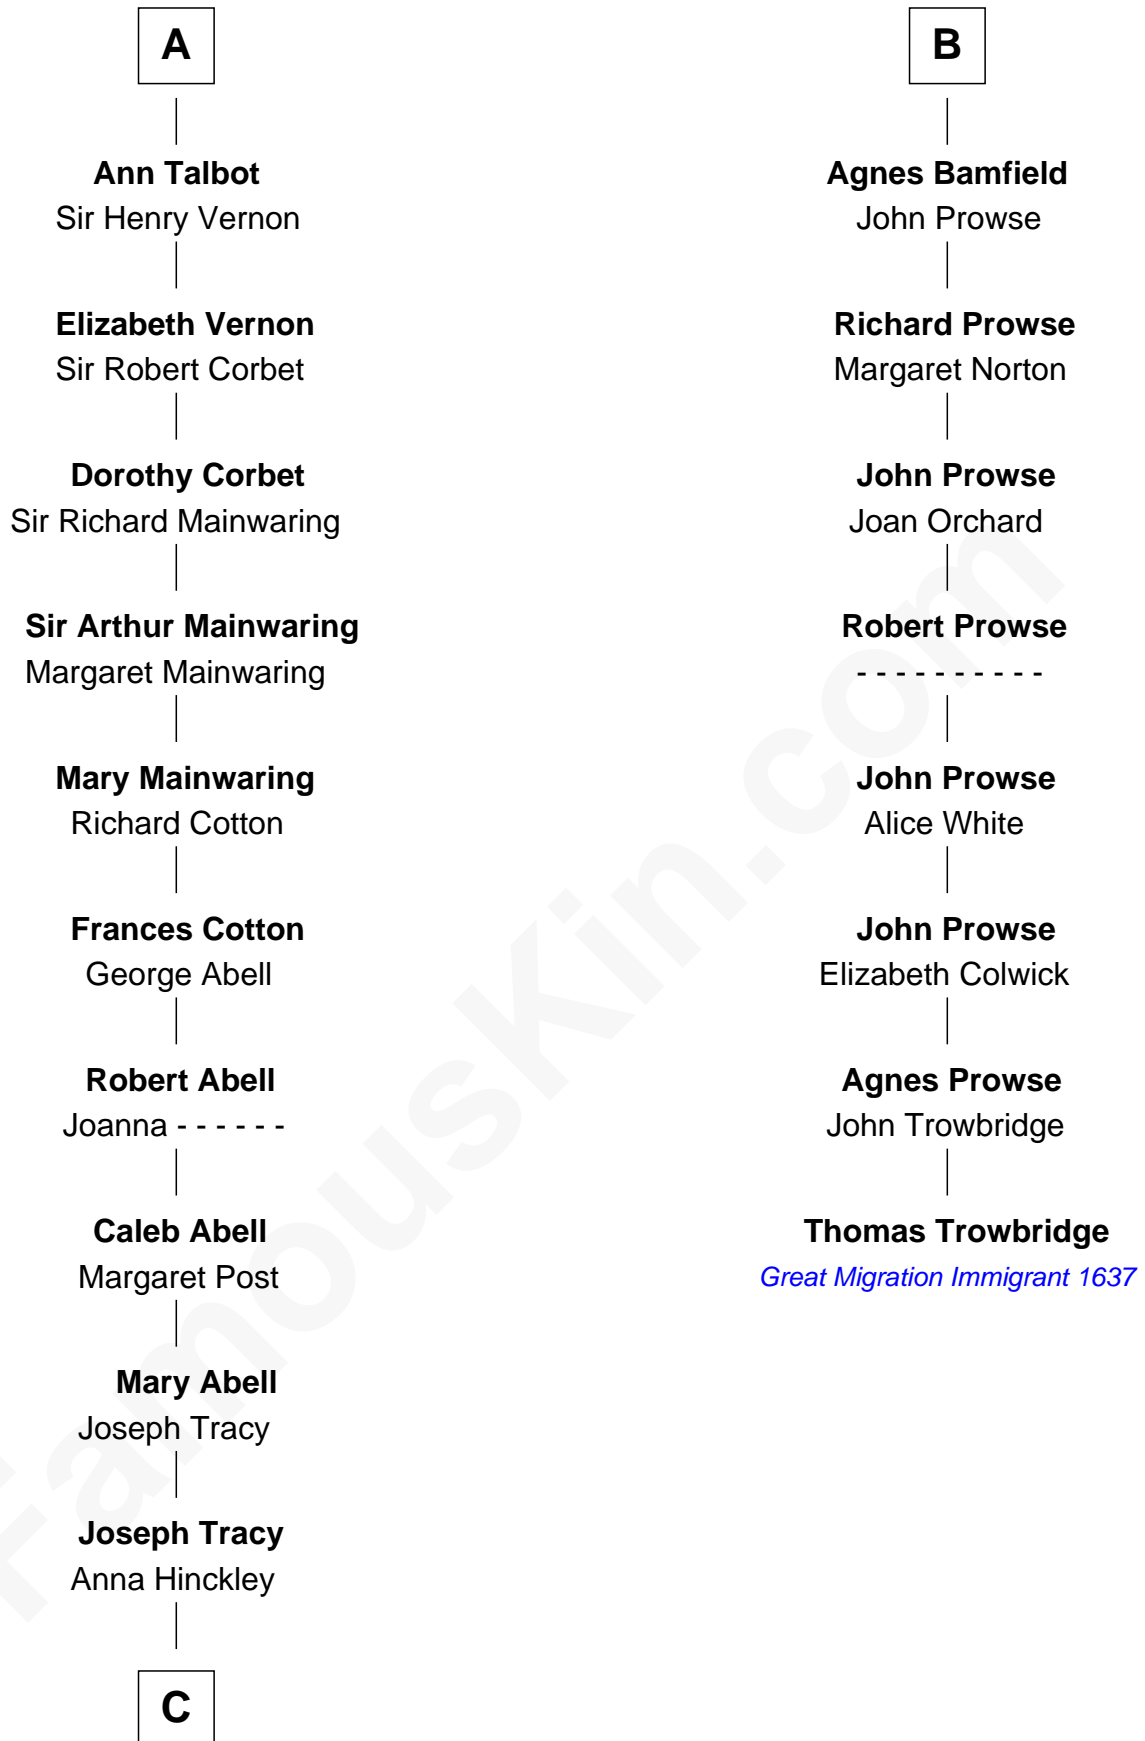 A
Ann Talbot
Sir Henry Vernon
Elizabeth Vernon
Sir Robert Corbet
Dorothy Corbet
Sir Richard Mainwaring
Sir Arthur Mainwaring
Margaret Mainwaring
Mary Mainwaring
Richard Cotton
Frances Cotton
George Abell
Robert Abell
Joanna - - - - - -
Caleb Abell
Margaret Post
Mary Abell
Joseph Tracy
Joseph Tracy
Anna Hinckley
C
B
Agnes Bamfield
John Prowse
Richard Prowse
Margaret Norton
John Prowse
Joan Orchard
Robert Prowse
- - - - - - - - - -
John Prowse
Alice White
John Prowse
Elizabeth Colwick
Agnes Prowse
John Trowbridge
Thomas Trowbridge
Great Migration Immigrant 1637
FamousKin.com